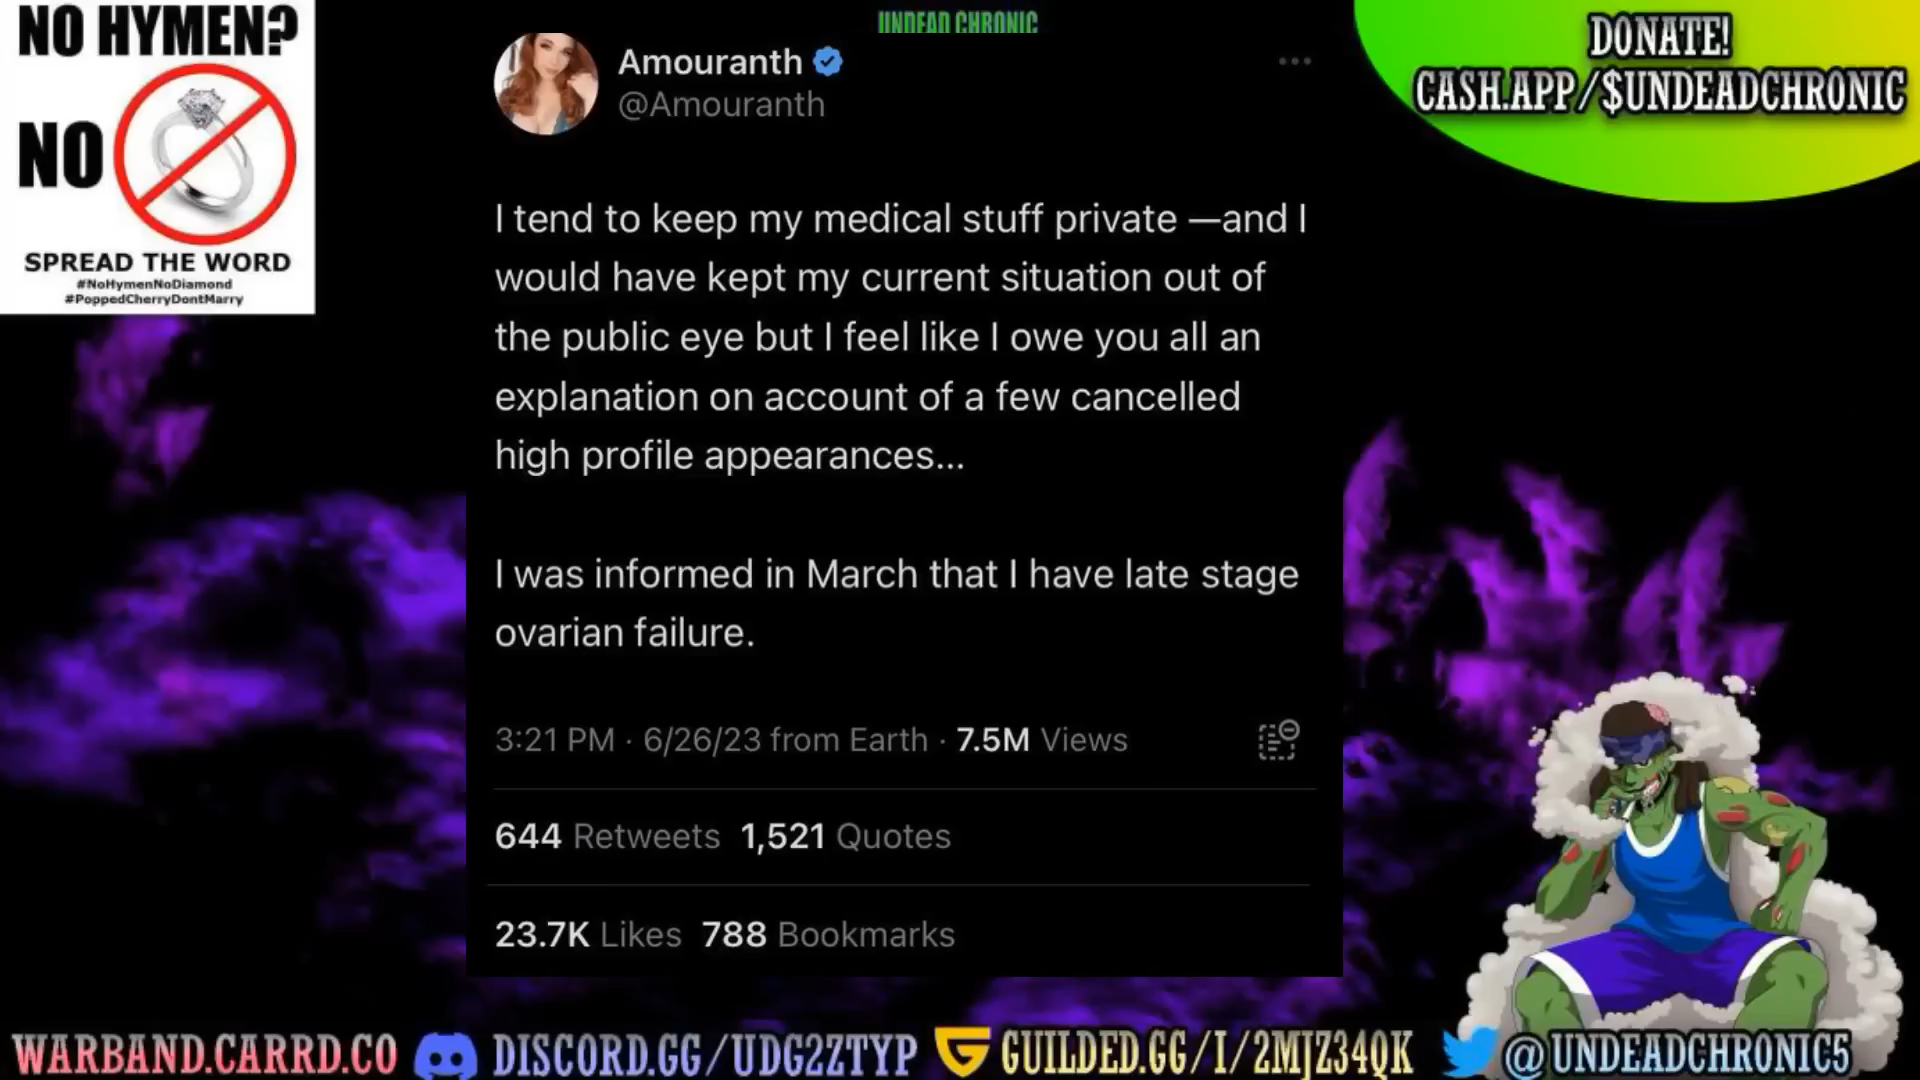 NO HYMEN?
NO
SPREAD THE WORD
#NoHymenNoDiamond
#PoppedCherryDontMarry
UNDEAD CHRONIC
Amouranth
@Amouranth
DONATE!
CASH.APP/$UNDEADCHRONIC
I tend to keep my medical stuff private —and I
would have kept my current situation out of
the public eye but I feel like I owe you all an
explanation on account of a few cancelled
high profile appearances...
I was informed in March that I have late stage
ovarian failure.
3:21 PM · 6/26/23 from Earth · 7.5M Views
644 Retweets 1,521 Quotes
23.7K Likes 788 Bookmarks
WARBAND.CARRD.CO DISCORD.GG/UDG2ZTYP GUILDED.GG/I/2MJZ34QK @UNDEADCHRONIC5